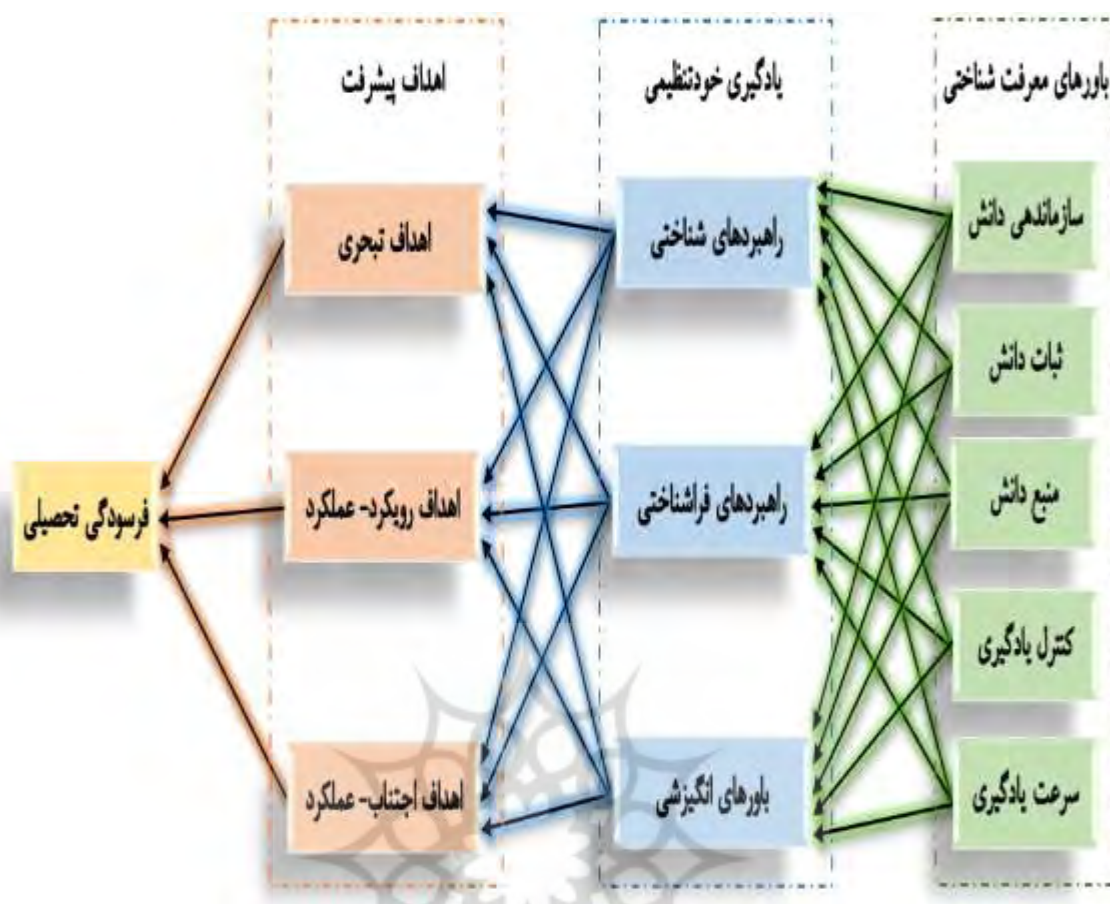 باورهای معرفت شناختی
یادگیری خودتنظیمی
اهداف پیشرفت
سازماندهی دانش
ثبات دانش
منبع دانش
کنترل یادگیری
سرعت یادگیری
راهبردهای شناختی
راهبردهای فراشناختی
باورهای انگیزشی
اهداف تبحری
اهداف رویکرد- عملکرد
اهداف اجتناب- عملکرد
فرسودگی تحصیلی